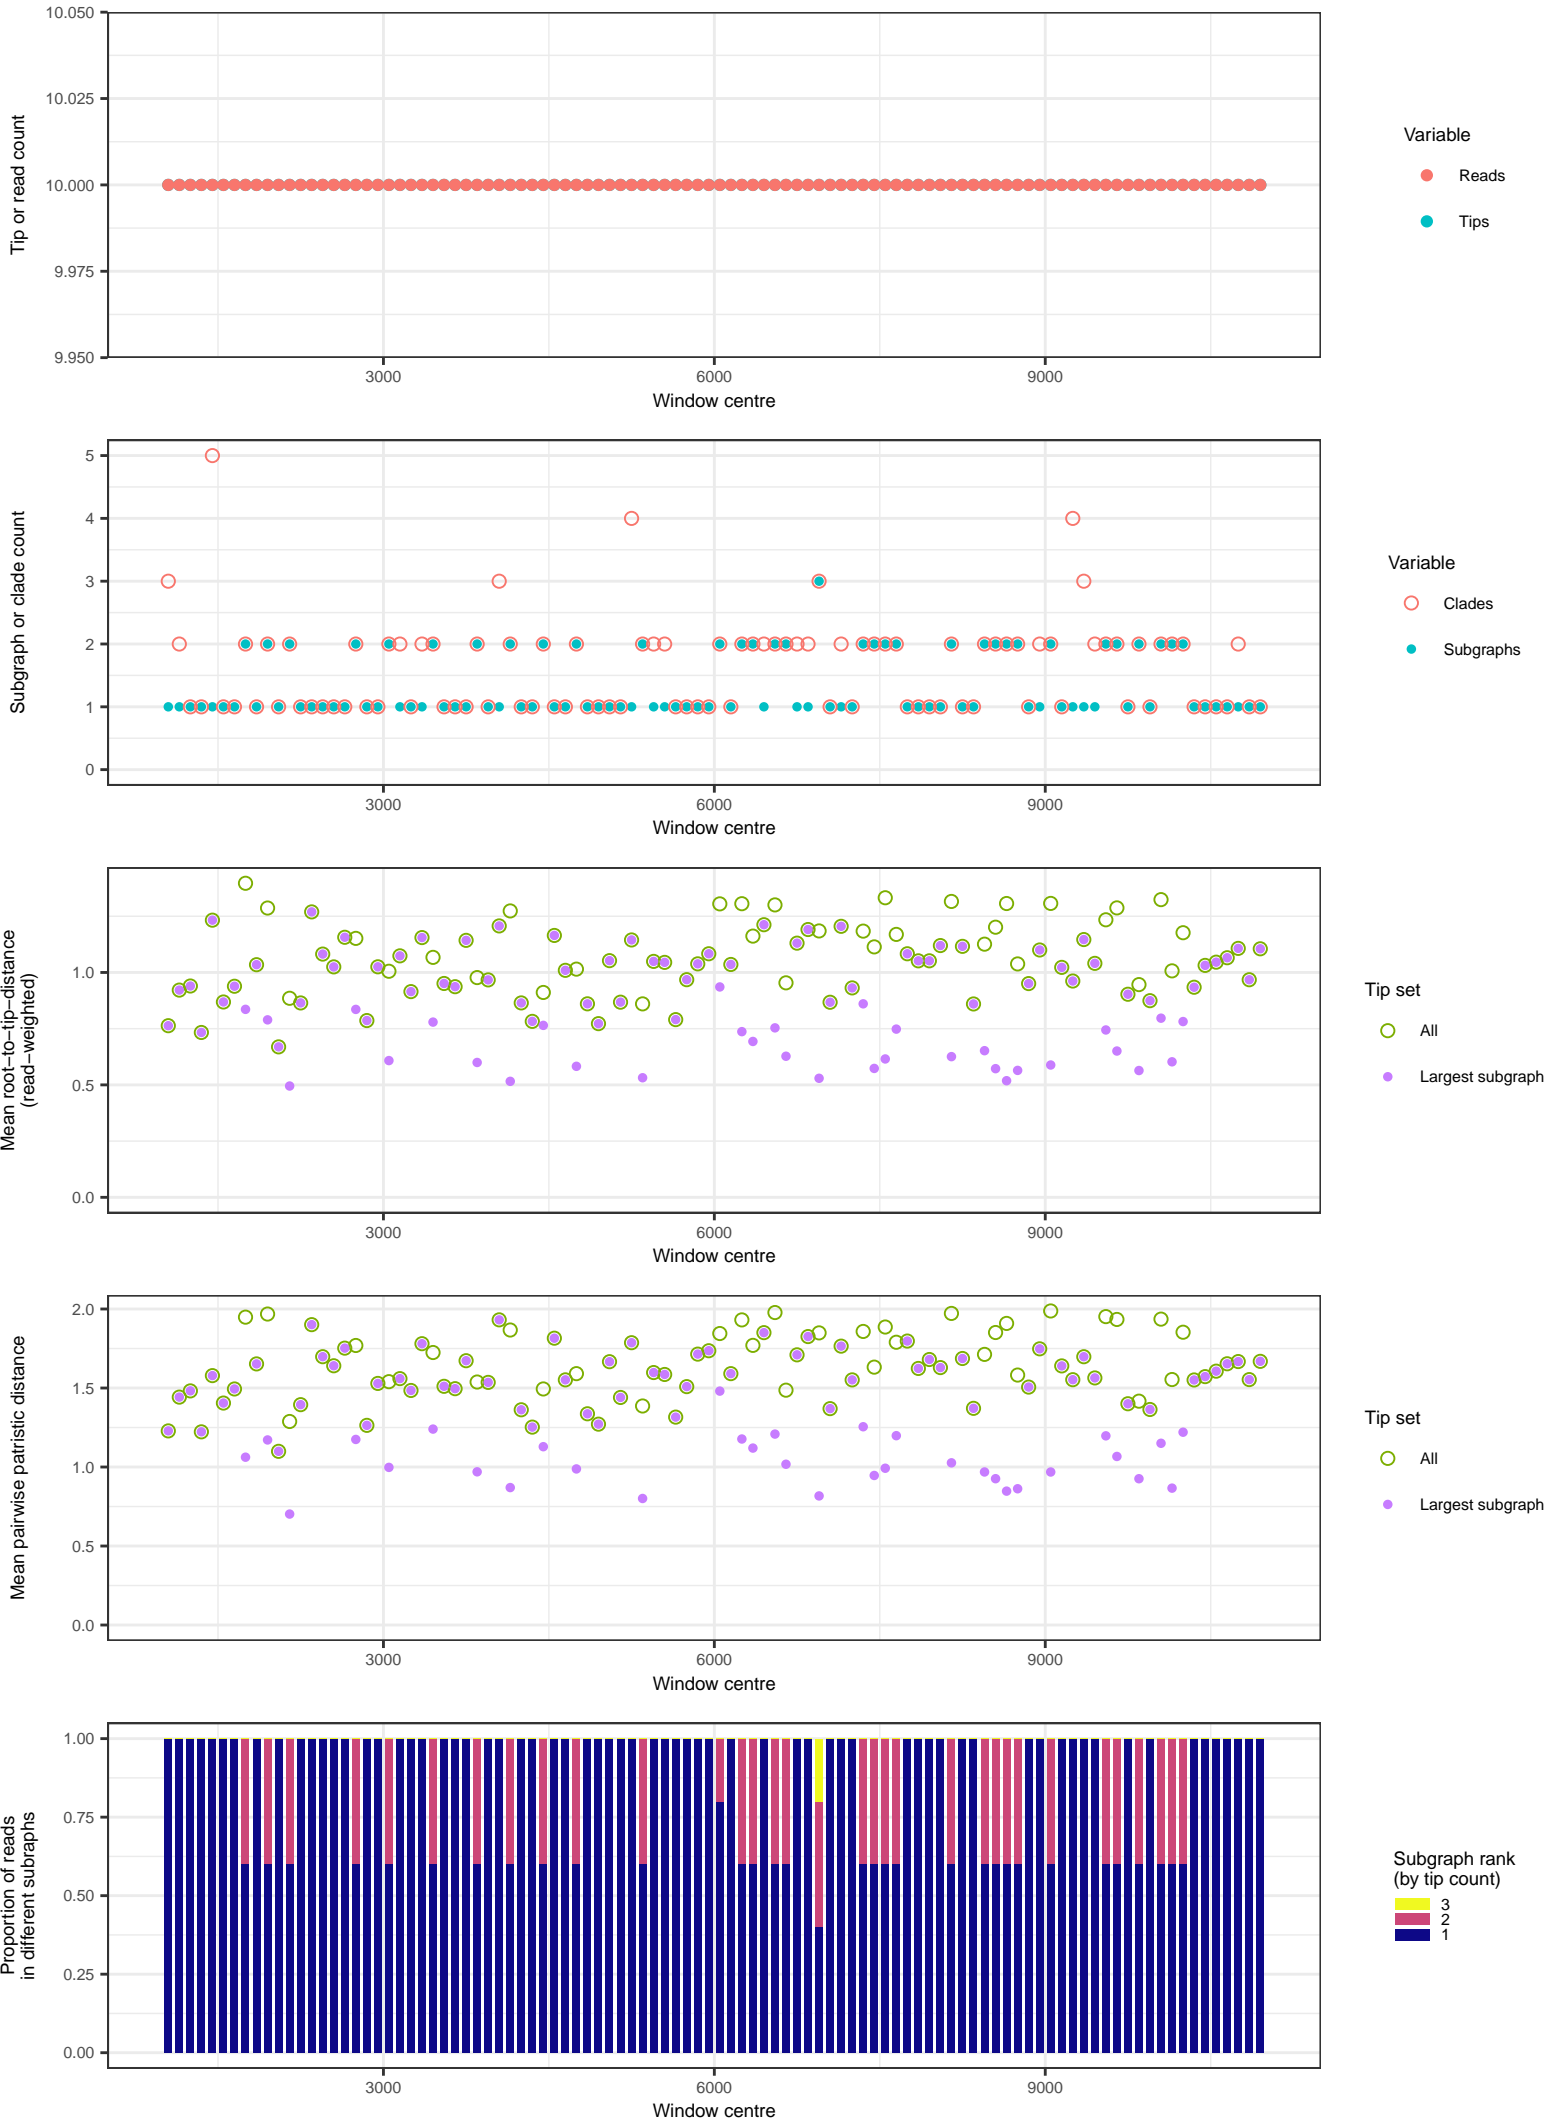 10.050
10.025
10.000
9.975
9.950
Tip or read count
3000
6000
9000
Window centre
Variable
Reads
Tips
5
4
3
2
1
0
Subgraph or clade count
3000
6000
9000
Window centre
Variable
Clades
Subgraphs
1.0
0.5
0.0
Mean root−to−tip−distance
(read−weighted)
3000
6000
9000
Window centre
Tip set
All
Largest subgraph
2.0
1.5
1.0
0.5
0.0
Mean pairwise patristic distance
3000
6000
9000
Window centre
Tip set
All
Largest subgraph
1.00
0.75
0.50
0.25
0.00
Proportion of reads
in different subraphs
3000
6000
9000
Window centre
Subgraph rank
(by tip count)
3
2
1